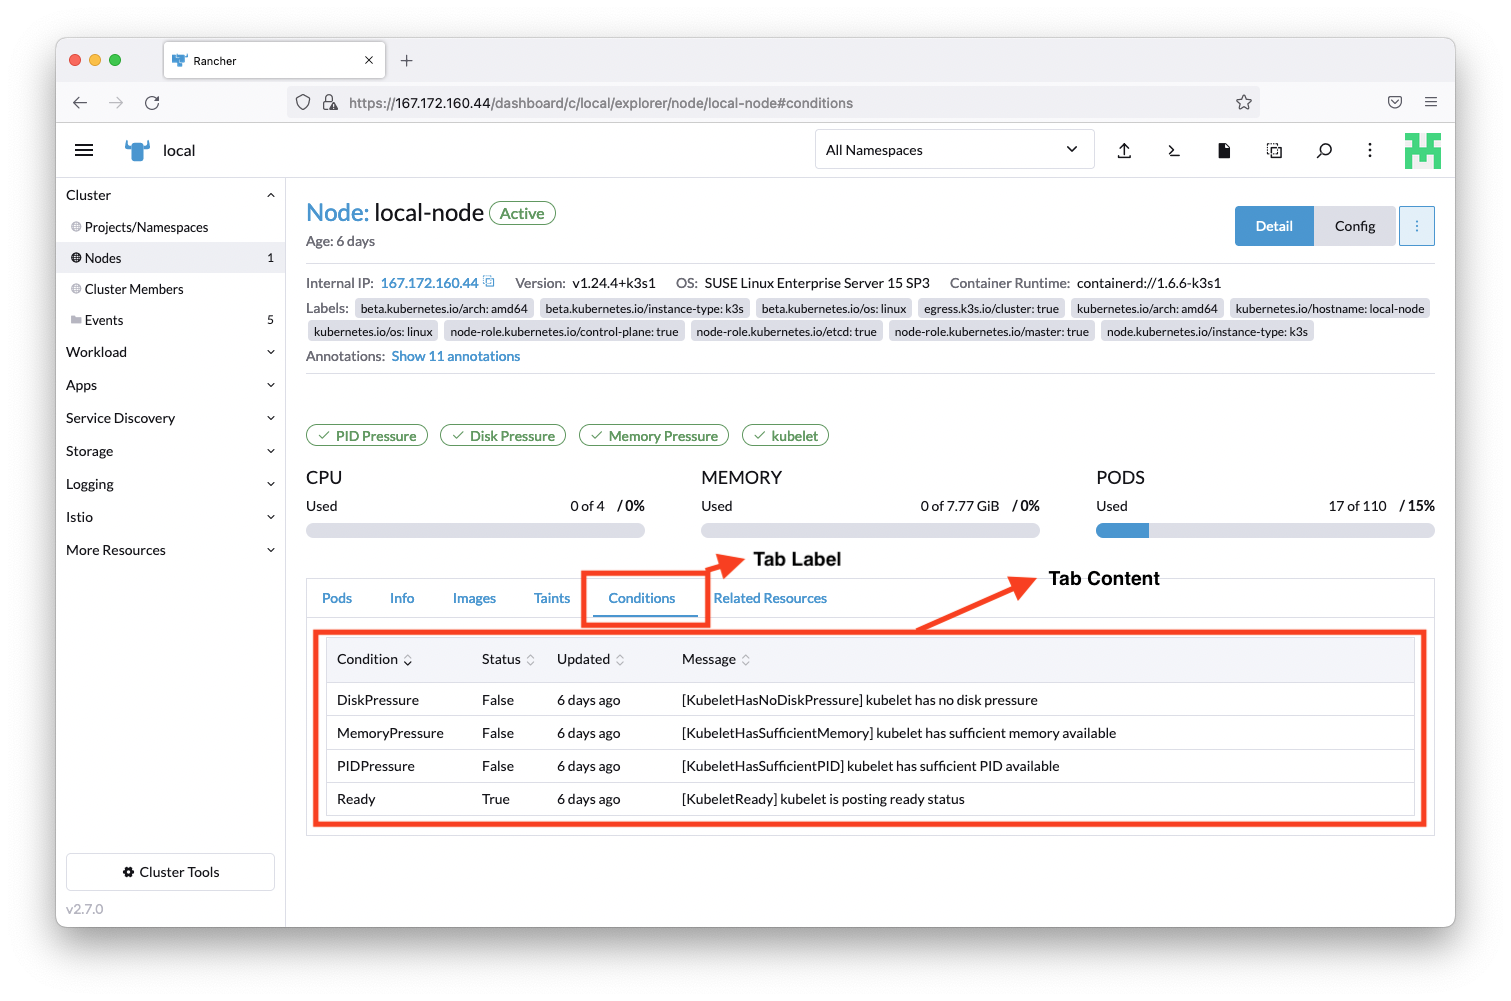 Rancher
https://167.172.160.44/dashboard/c/local/explorer/node/local-node#conditions
local
All Namespaces
Cluster
Projects/Namespaces
Nodes 1
Cluster Members
Events 5
Workload
Apps
Service Discovery
Storage
Logging
Istio
More Resources
Cluster Tools
v2.7.0
Node: local-node Active
Age: 6 days
Detail Config
Internal IP: 167.172.160.44 Version: v1.24.4+k3s1 OS: SUSE Linux Enterprise Server 15 SP3 Container Runtime: containerd://1.6.6-k3s1
Labels: beta.kubernetes.io/arch: amd64 beta.kubernetes.io/instance-type: k3s beta.kubernetes.io/os: linux egress.k3s.io/cluster: true kubernetes.io/arch: amd64 kubernetes.io/hostname: local-node
kubernetes.io/os: linux node-role.kubernetes.io/control-plane: true node-role.kubernetes.io/etcd: true node-role.kubernetes.io/master: true node.kubernetes.io/instance-type: k3s
Annotations: Show 11 annotations
PID Pressure Disk Pressure Memory Pressure kubelet
CPU MEMORY PODS
Used 0 of 4 / 0% Used 0 of 7.77 GiB / 0% Used 17 of 110 / 15%
Tab Label
Tab Content
Pods Info Images Taints Conditions Related Resources
Condition Status Updated Message
DiskPressure False 6 days ago [KubeletHasNoDiskPressure] kubelet has no disk pressure
MemoryPressure False 6 days ago [KubeletHasSufficientMemory] kubelet has sufficient memory available
PIDPressure False 6 days ago [KubeletHasSufficientPID] kubelet has sufficient PID available
Ready True 6 days ago [KubeletReady] kubelet is posting ready status